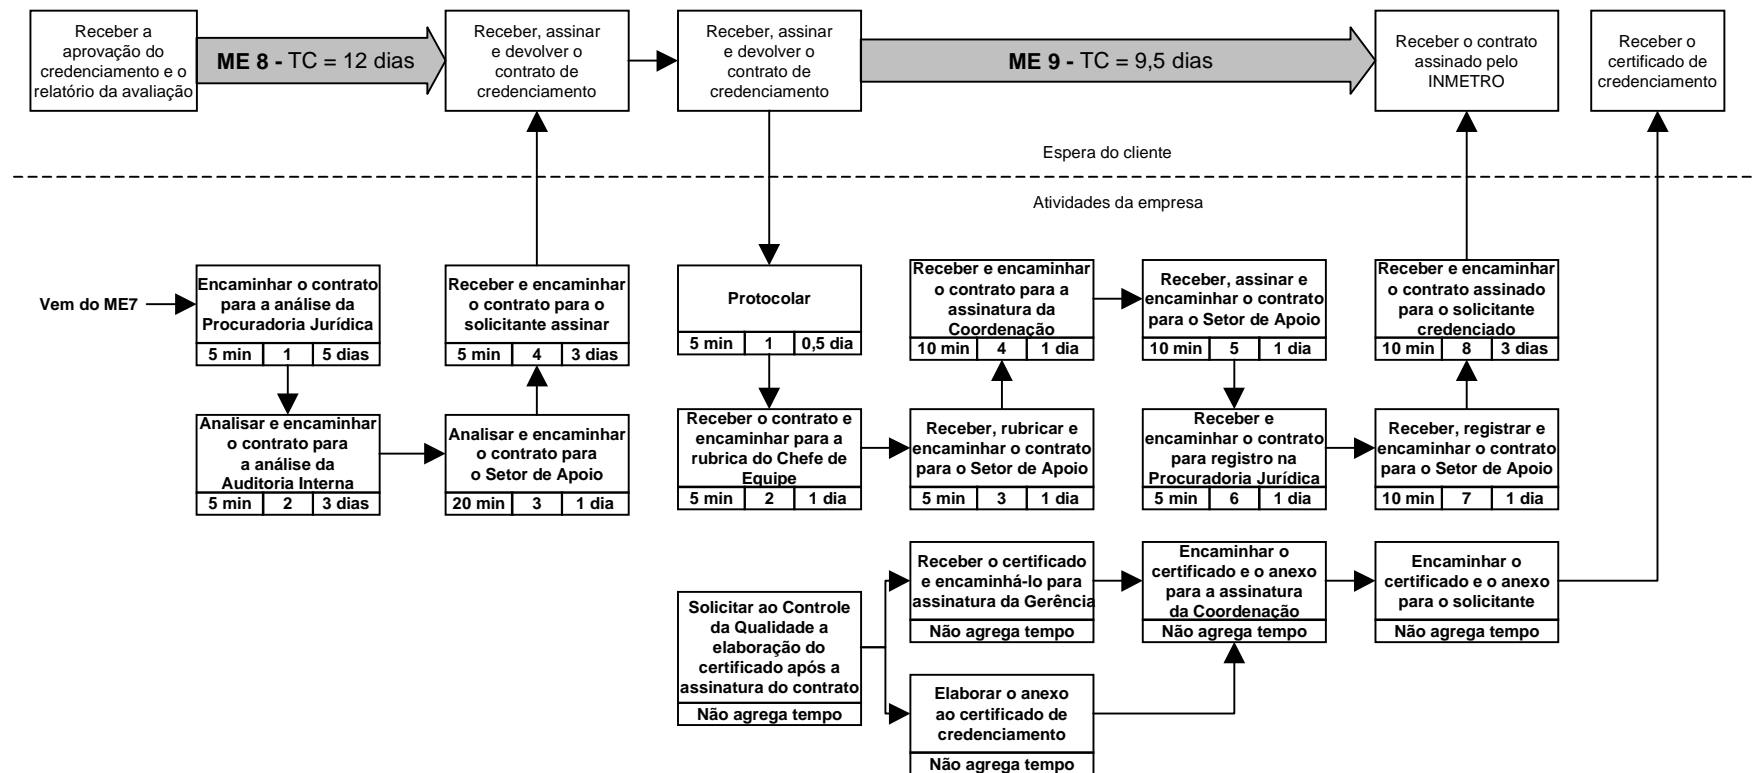 Receber a
aprovação do
credenciamento e o
relatório da avaliação
ME 8 - TC = 12 dias
Receber, assinar
e devolver o
contrato de
credenciamento
Receber, assinar
e devolver o
contrato de
credenciamento
ME 9 - TC = 9,5 dias
Receber o contrato
assinado pelo
INMETRO
Receber o
certificado de
credenciamento
Espera do cliente
Atividades da empresa
Vem do ME7
Encaminhar o contrato
para a análise da
Procuradoria Jurídica
5 min 1 5 dias
Receber e encaminhar
o contrato para o
solicitante assinar
5 min 4 3 dias
Protocolar
5 min 1 0,5 dia
Receber e encaminhar
o contrato para a
assinatura da
Coordenação
10 min 4 1 dia
Receber, assinar e
encaminhar o contrato
para o Setor de Apoio
10 min 5 1 dia
Receber e encaminhar
o contrato assinado
para o solicitante
credenciado
10 min 8 3 dias
Analisar e encaminhar
o contrato para
a análise da
Auditoria Interna
5 min 2 3 dias
Analisar e encaminhar
o contrato para
o Setor de Apoio
20 min 3 1 dia
Receber o contrato e
encaminhar para a
rubrica do Chefe de
Equipe
5 min 2 1 dia
Receber, rubricar e
encaminhar o contrato
para o Setor de Apoio
5 min 3 1 dia
Receber e
encaminhar o contrato
para registro na
Procuradoria Jurídica
5 min 6 1 dia
Receber, registrar e
encaminhar o contrato
para o Setor de Apoio
10 min 7 1 dia
Solicitar ao Controle
da Qualidade a
elaboração do
certificado após a
assinatura do contrato
Não agrega tempo
Receber o certificado
e encaminhá-lo para
assinatura da Gerência
Não agrega tempo
Encaminhar o
certificado e o anexo
para a assinatura
da Coordenação
Não agrega tempo
Encaminhar o
certificado e o anexo
para o solicitante
Não agrega tempo
Elaborar o anexo
ao certificado de
credenciamento
Não agrega tempo